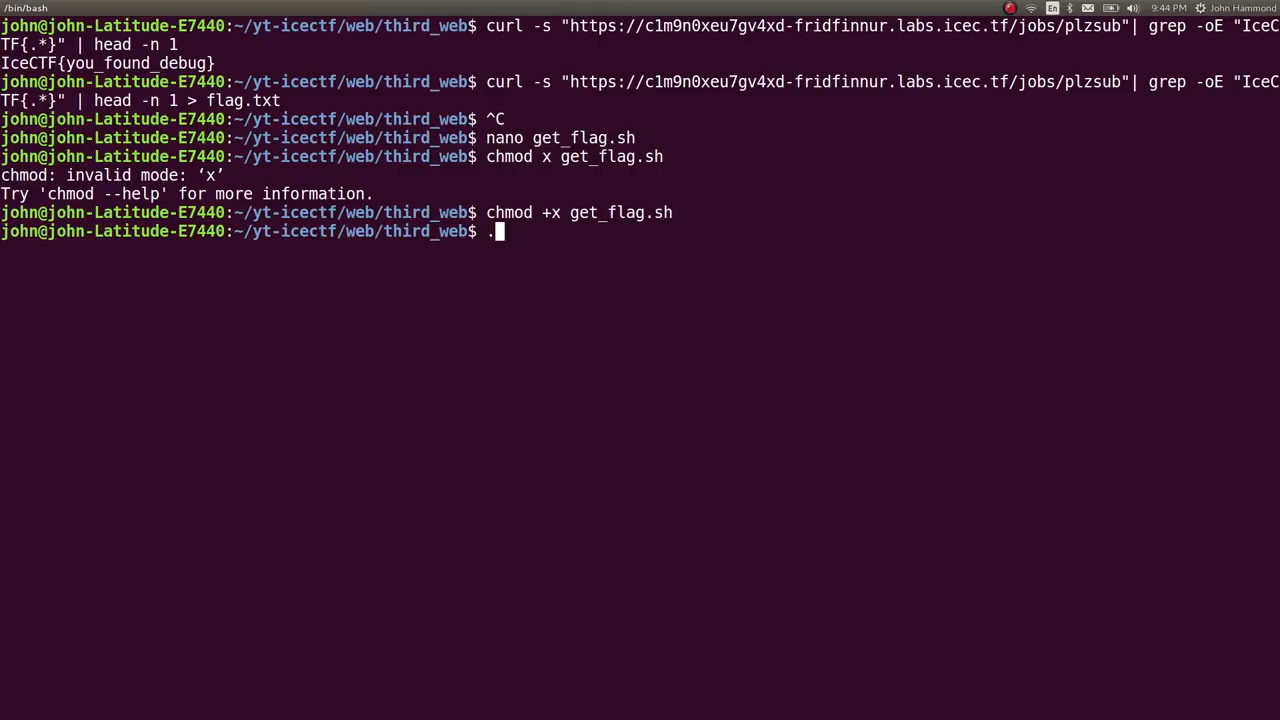 /bin/bash
En
9:44 PM
John Hammond
john@john-Latitude-E7440:~/yt-icectf/web/third_web$ curl -s "https://c1m9n0xeu7gv4xd-fridfinnur.labs.icec.tf/jobs/plzsub"| grep -oE "IceC
TF{.*}" | head -n 1
IceCTF{you_found_debug}
john@john-Latitude-E7440:~/yt-icectf/web/third_web$ curl -s "https://c1m9n0xeu7gv4xd-fridfinnur.labs.icec.tf/jobs/plzsub"| grep -oE "IceC
TF{.*}" | head -n 1 > flag.txt
john@john-Latitude-E7440:~/yt-icectf/web/third_web$ ^C
john@john-Latitude-E7440:~/yt-icectf/web/third_web$ nano get_flag.sh
john@john-Latitude-E7440:~/yt-icectf/web/third_web$ chmod x get_flag.sh
chmod: invalid mode: ‘x’
Try 'chmod --help' for more information.
john@john-Latitude-E7440:~/yt-icectf/web/third_web$ chmod +x get_flag.sh
john@john-Latitude-E7440:~/yt-icectf/web/third_web$ .